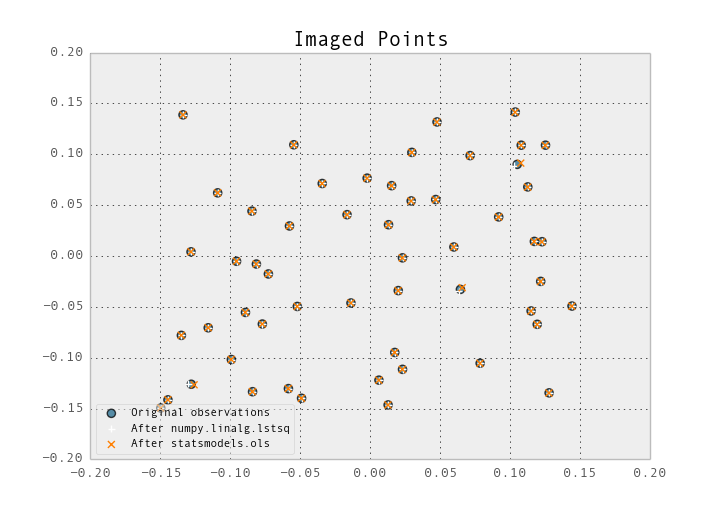 Imaged Points
0.20
0.15
0.10
0.05
0.00
−0.05
−0.10
−0.15
−0.20
Original observations
After numpy.linalg.lstsq
After statsmodels.ols
−0.20 −0.15 −0.10 −0.05 0.00 0.05 0.10 0.15 0.20